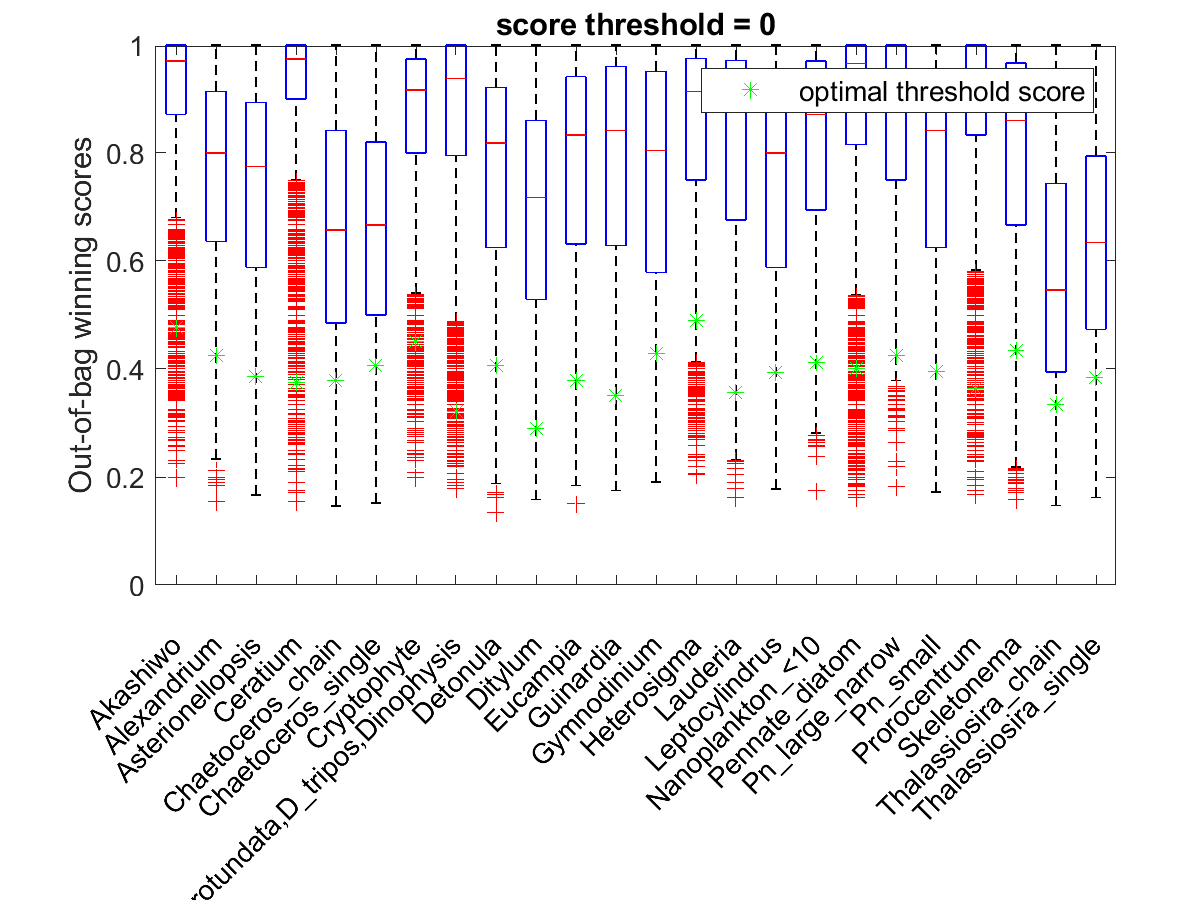 score threshold = 0
optimal threshold score
Out-of-bag winning scores
1
0.8
0.6
0.4
0.2
0
Akashiwo
Alexandrium
Asterionellopsis
Ceratium
Chaetoceros_chain
Chaetoceros_single
Cryptophyte
rotundata,D_tripos,Dinophysis
Detonula
Ditylum
Eucampia
Guinardia
Gymnodinium
Heterosigma
Lauderia
Leptocylindrus
Nanoplankton_<10
Pennate_diatom
Pn_large_narrow
Pn_small
Prorocentrum
Skeletonema
Thalassiosira_chain
Thalassiosira_single